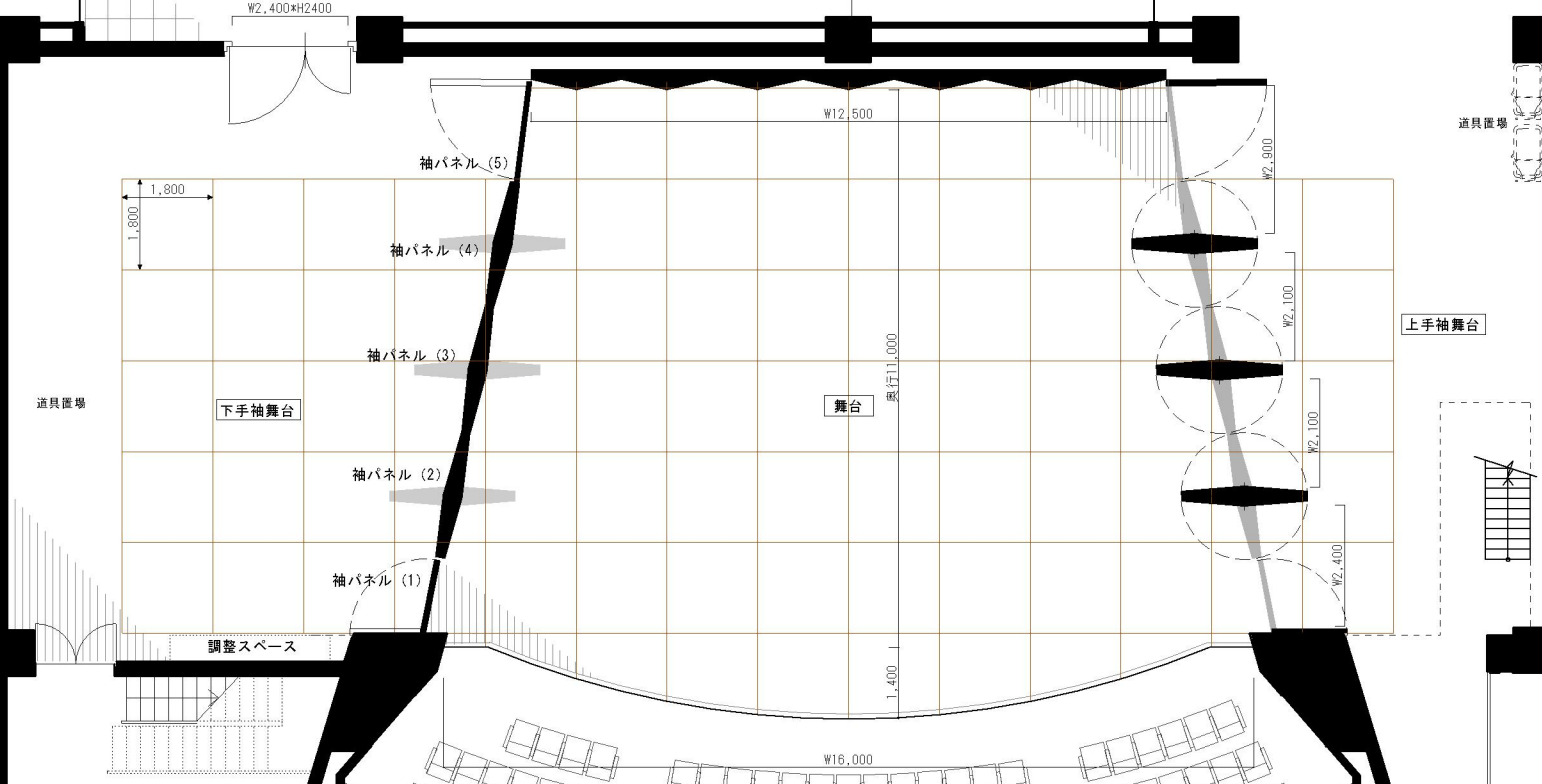 W2,400*H2400
W12,500
道具置場
袖パネル (5)
W2,900
1,800
1,800
袖パネル (4)
W2,100
上手袖舞台
袖パネル (3)
奥行11,000
道具置場
下手袖舞台
舞台
W2,100
袖パネル (2)
W2,400
袖パネル (1)
調整スペース
1,400
W16,000